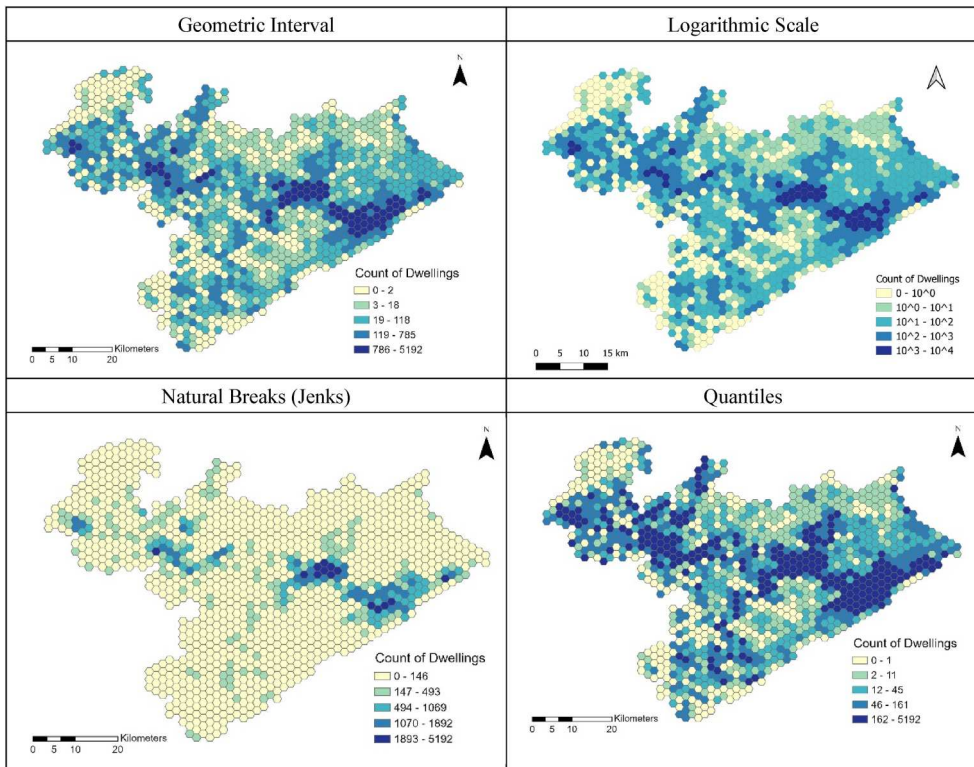 Geometric Interval
N
Count of Dwellings
0 - 2
3 - 18
19 - 118
119 - 785
786 - 5192
Kilometers
0 5 10 20
Logarithmic Scale
Count of Dwellings
0 - 10^0
10^0 - 10^1
10^1 - 10^2
10^2 - 10^3
10^3 - 10^4
0 5 10 15 km
Natural Breaks (Jenks)
N
Count of Dwellings
0 - 146
147 - 493
494 - 1069
1070 - 1892
1893 - 5192
Kilometers
0 5 10 20
Quantiles
N
Count of Dwellings
0 - 1
2 - 11
12 - 45
46 - 161
162 - 5192
Kilometers
0 5 10 20